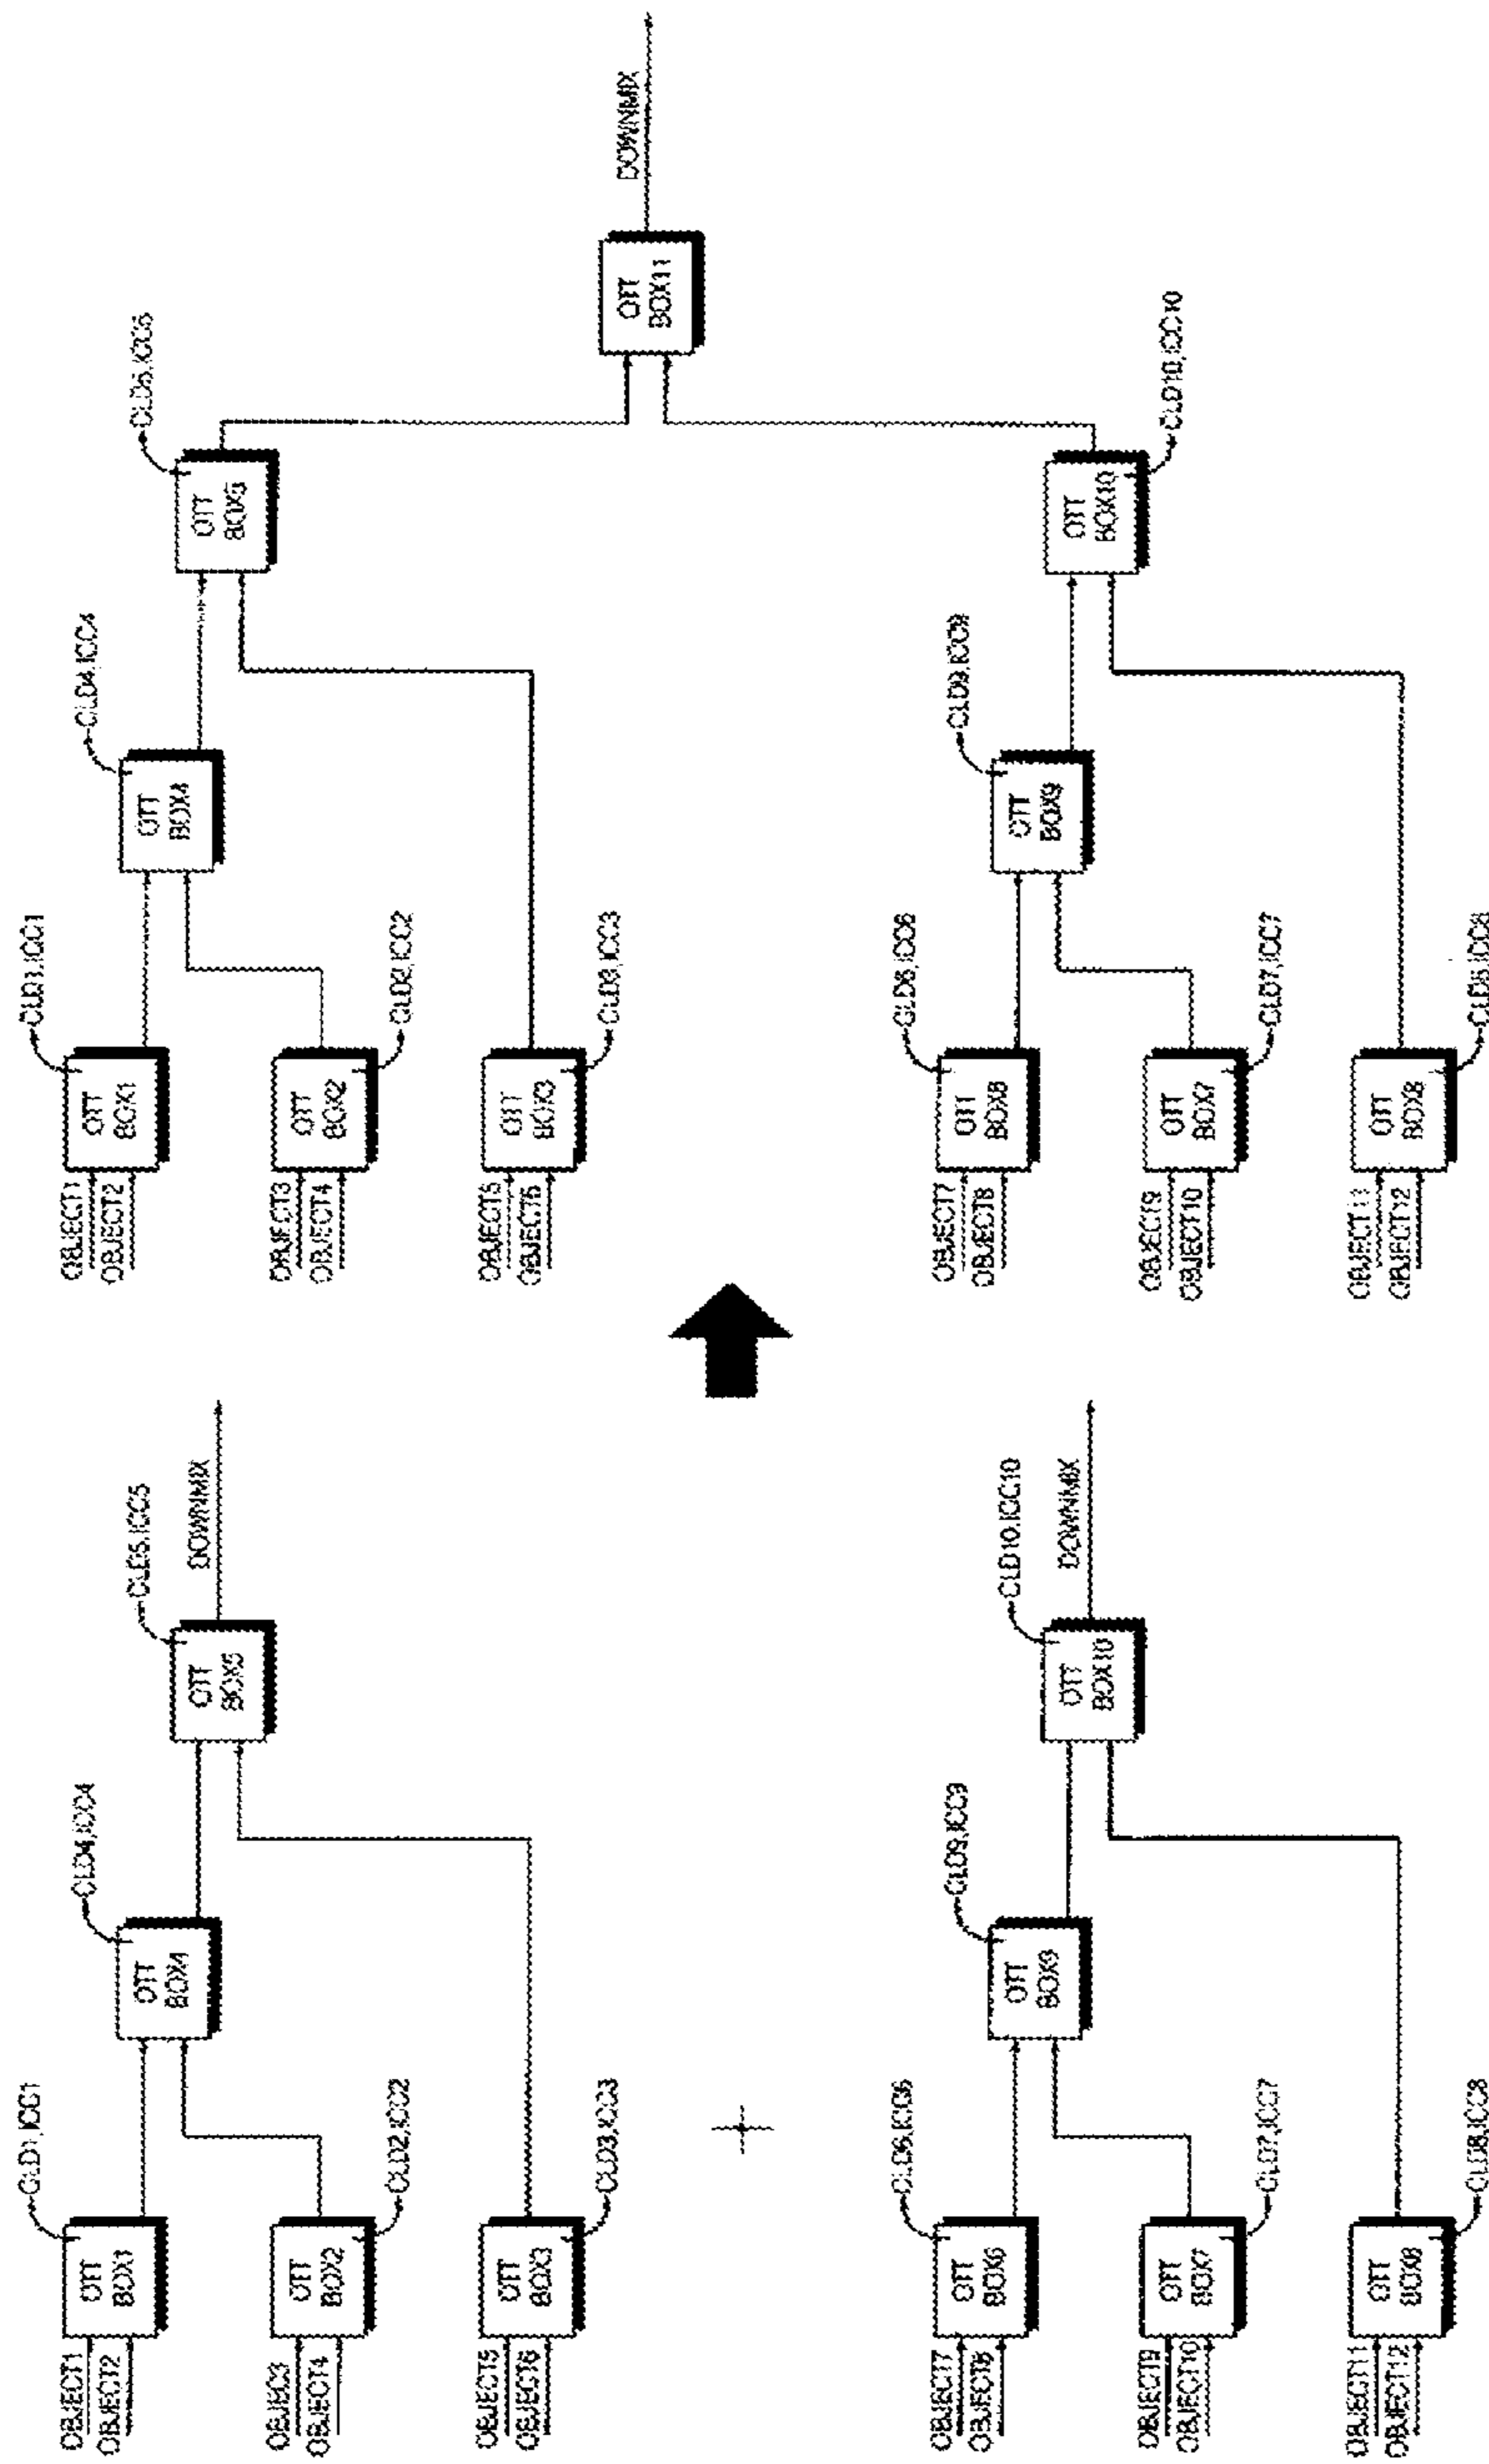 CLD1,ICC1
OBJECT1
OBJECT2
OTT
BOX1
CLD4,ICC4
OTT
BOX4
CLD5,ICC5
OTT
BOX5
DOWNMIX
OBJEC3
OBJECT4
OTT
BOX2
CLD2,ICC2
OBJECT5
OBJECT6
OTT
BOX3
CLD3,ICC3
CLD6,ICC6
OBJECT7
OBJECT8
OTT
BOX6
CLD9,ICC9
OTT
BOX9
CLD10,ICC10
OTT
BOX10
DOWNMIX
OBJECT9
OBJECT10
OTT
BOX7
CLD7,ICC7
OBJECT11
OBJECT12
OTT
BOX8
CLD8,ICC8
CLD1,ICC1
OBJECT1
OBJECT2
OTT
BOX1
CLD4,ICC4
OTT
BOX4
CLD5,ICC5
OTT
BOX5
OBJECT3
OBJECT4
OTT
BOX2
CLD2,ICC2
OBJECT5
OBJECT6
OTT
BOX3
CLD3,ICC3
OTT
BOX11
DOWNMIX
CLD6,ICC6
OBJECT7
OBJECT8
OTT
CLD9,ICC9
OTT
BOX9
OTT
BOX10
CLD10,ICC10
OBJECT9
OBJECT10
OTT
BOX7
CLD7,ICC7
OBJECT11
OBJECT12
OTT
BOX8